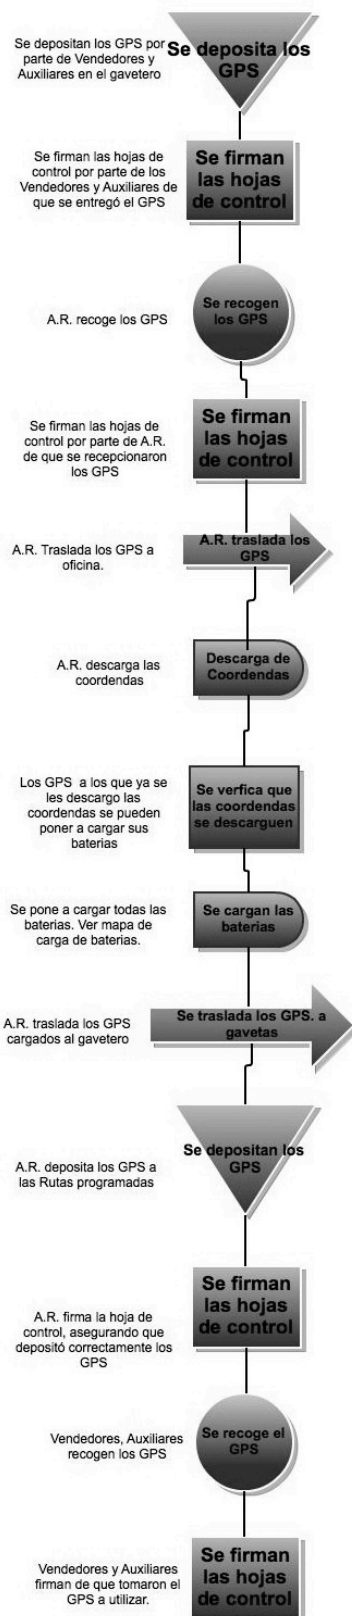 Se depositan los GPS por
parte de Vendedores y
Auxiliares en el gavetero
Se deposita los
GPS
Se firman las hojas de
control por parte de los
Vendedores y Auxiliares de
que se entregó el GPS
Se firman
las hojas
de control
A.R. recoge los GPS
Se recogen
los GPS
Se firman las hojas de
control por parte de A.R.
de que se recepcionaron
los GPS
Se firman
las hojas
de control
A.R. Traslada los GPS a
oficina.
A.R. traslada los
GPS
A.R. descarga las
coordendas
Descarga de
Coordendas
Los GPS a los que ya se
les descargo las
coordendas se pueden
poner a cargar sus
baterias
Se verfica que
las coordendas
se descarguen
Se pone a cargar todas las
baterias. Ver mapa de
carga de baterias.
Se cargan las
baterias
A.R. traslada los GPS
cargados al gavetero
Se traslada los GPS. a
gavetas
A.R. deposita los GPS a
las Rutas programadas
Se depositan los
GPS
A.R. firma la hoja de
control, asegurando que
depositó correctamente los
GPS
Se firman
las hojas
de control
Vendedores, Auxiliares
recogen los GPS
Se recoge el
GPS
Vendedores y Auxiliares
firman de que tomaron el
GPS a utilizar.
Se firman
las hojas
de control